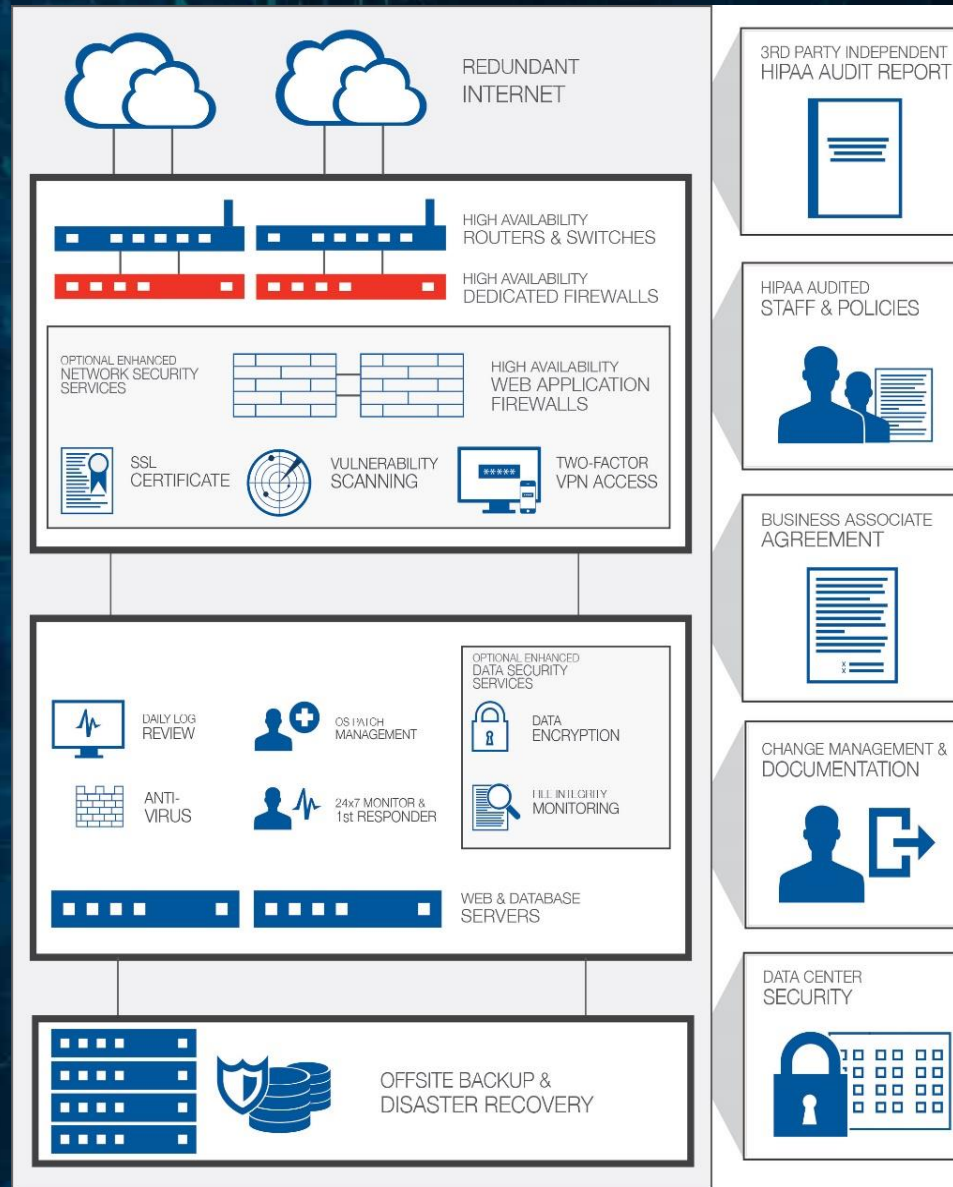 REDUNDANT
INTERNET
HIGH AVAILABILITY
ROUTERS & SWITCHES
HIGH AVAILABILITY
DEDICATED FIREWALLS
OPTIONAL ENHANCED
NETWORK SECURITY
SERVICES
HIGH AVAILABILITY
WEB APPLICATION
FIREWALLS
SSL
CERTIFICATE
VULNERABILITY
SCANNING
*****
TWO-FACTOR
VPN ACCESS
DAILY LOG
REVIEW
OS PATCH
MANAGEMENT
ANTI-
VIRUS
24x7 MONITOR &
1st RESPONDER
OPTIONAL ENHANCED
DATA SECURITY
SERVICES
DATA
ENCRYPTION
FILE INTEGRITY
MONITORING
WEB & DATABASE
SERVERS
OFFSITE BACKUP &
DISASTER RECOVERY
3RD PARTY INDEPENDENT
HIPAA AUDIT REPORT
HIPAA AUDITED
STAFF & POLICIES
BUSINESS ASSOCIATE
AGREEMENT
x
x
CHANGE MANAGEMENT &
DOCUMENTATION
DATA CENTER
SECURITY